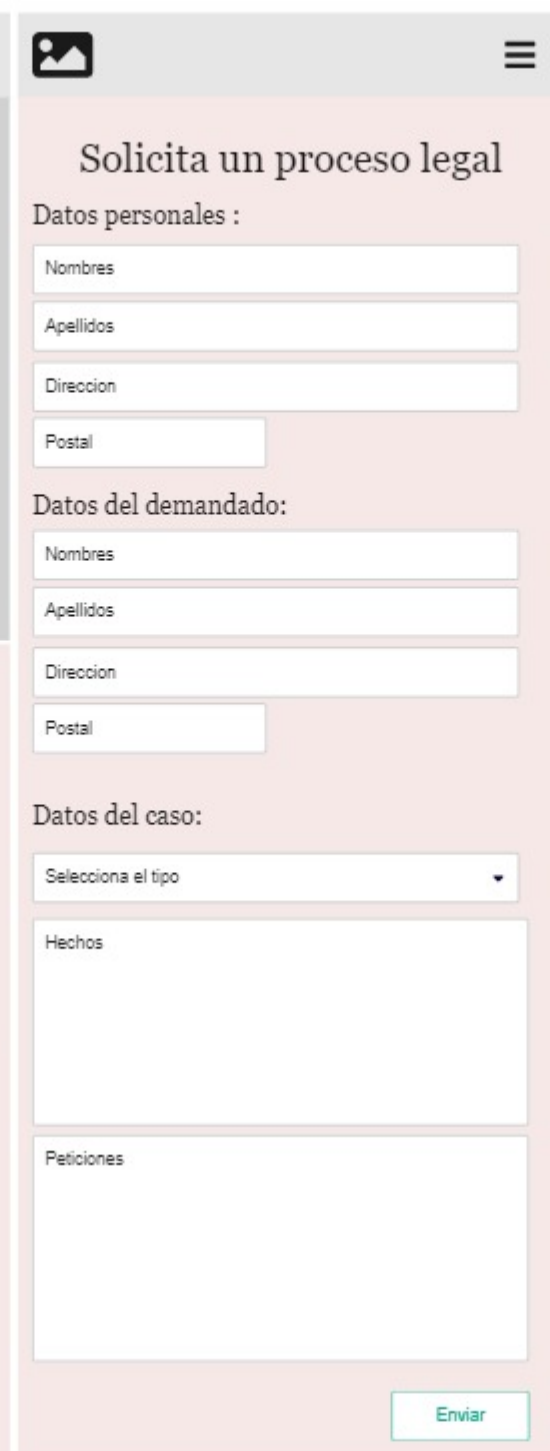 Solicita un proceso legal
Datos personales :
Nombres
Apellidos
Direccion
Postal
Datos del demandado:
Nombres
Apellidos
Direccion
Postal
Datos del caso:
Selecciona el tipo
Hechos
Peticiones
Enviar